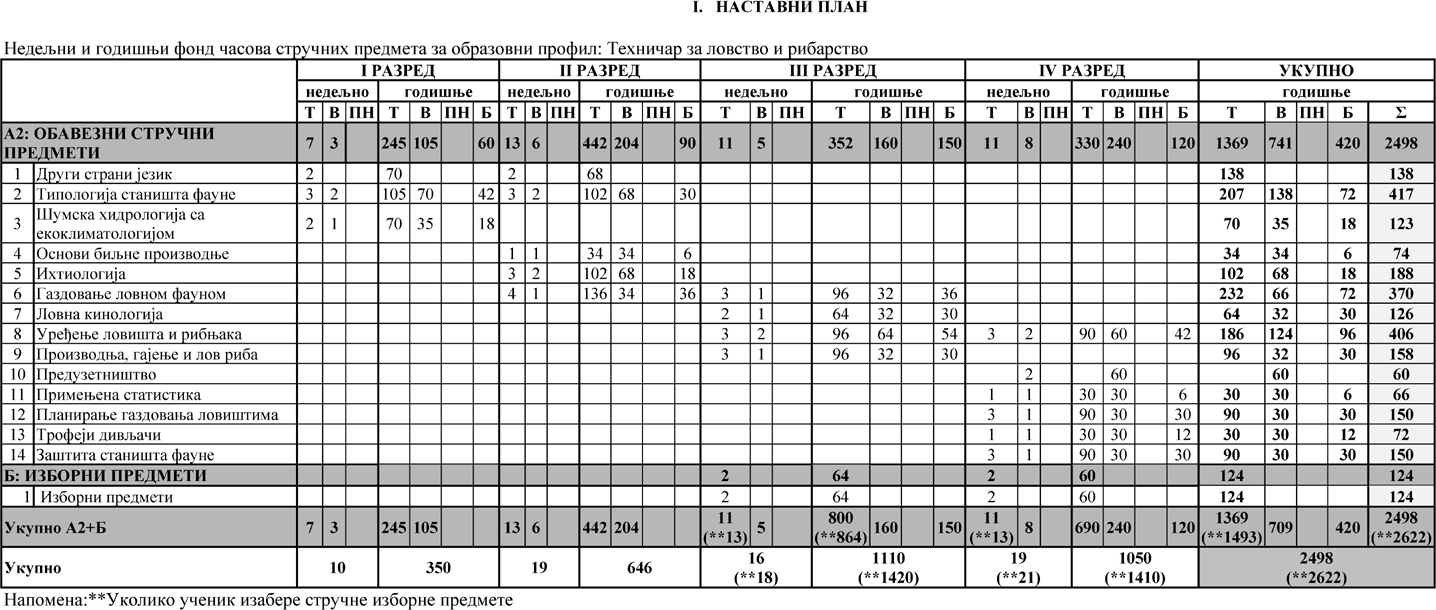 I. НАСТАВНИ ПЛАН
Недељни и годишњи фонд часова стручних предмета за образовни профил: Техничар за ловство и рибарство
I РАЗРЕД II РАЗРЕД III РАЗРЕД IV РАЗРЕД УКУПНО
недељно годишње недељно годишње недељно годишње недељно годишње годишње
Т В ПН Т В ПН Б Т В ПН Т В ПН Б Т В ПН Т В ПН Б Т В ПН Т В ПН Б Т В Б Σ
А2: ОБАВЕЗНИ СТРУЧНИ
ПРЕДМЕТИ 7 3 245 105 60 13 6 442 204 90 11 5 352 160 150 11 8 330 240 120 1369 741 420 2498
1 Други страни језик 2 70 2 68 138 138
2 Типологија станишта фауне 3 2 105 70 42 3 2 102 68 30 207 138 72 417
3 Шумска хидрологија са
екоклиматологијом 2 1 70 35 18 70 35 18 123
4 Основи биљне производње 1 1 34 34 6 34 34 6 74
5 Ихтиологија 3 2 102 68 18 102 68 18 188
6 Газдовање ловном фауном 4 1 136 34 36 3 1 96 32 36 232 66 72 370
7 Ловна кинологија 2 1 64 32 30 64 32 30 126
8 Уређење ловишта и рибњака 3 2 96 64 54 3 2 90 60 42 186 124 96 406
9 Производња, гајење и лов риба 3 1 96 32 30 96 32 30 158
10 Предузетништво 2 60 60 60
11 Примењена статистика 1 1 30 30 6 30 30 6 66
12 Планирање газдовања ловиштима 3 1 90 30 30 90 30 30 150
13 Трофеји дивљачи 1 1 30 30 12 30 30 12 72
14 Заштита станишта фауне 3 1 90 30 30 90 30 30 150
Б: ИЗБОРНИ ПРЕДМЕТИ 2 64 2 60 124 124
1 Изборни предмети 2 64 2 60 124 124
Укупно А2+Б 7 3 245 105 13 6 442 204 11 (**13) 5 800 (**864) 160 150 11 (**13) 8 690 240 120 1369 (**1493) 709 420 2498 (**2622)
Укупно 10 350 19 646 16 (**18) 1110 (**1420) 19 (**21) 1050 (**1410) 2498 (**2622)
Напомена:**Уколико ученик изабере стручне изборне предмете